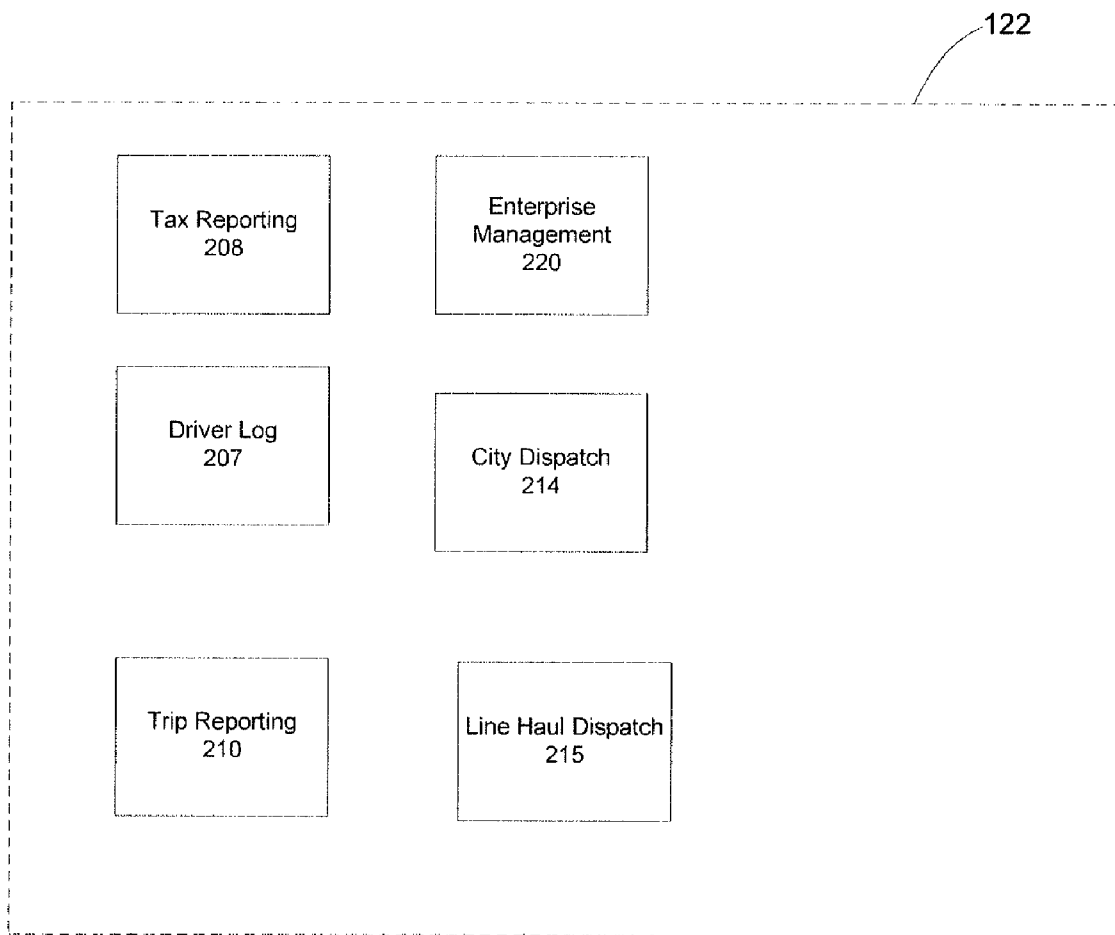 122
Tax Reporting
208
Enterprise
Management
220
Driver Log
207
City Dispatch
214
Trip Reporting
210
Line Haul Dispatch
215